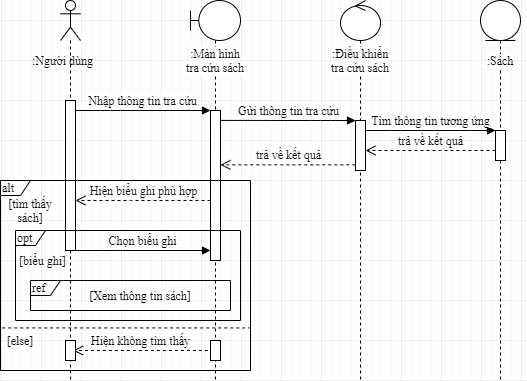 :Người dùng
:Màn hình
tra cứu sách
:Điều khiển
tra cứu sách
:Sách
Nhập thông tin tra cứu
Gửi thông tin tra cứu
Tìm thông tin tương ứng
trả về kết quả
trả về kết quả
alt
Hiện biểu ghi phù hợp
[tìm thấy
sách]
opt
Chọn biểu ghi
[biểu ghi]
ref
[Xem thông tin sách]
[else]
Hiện không tìm thấy